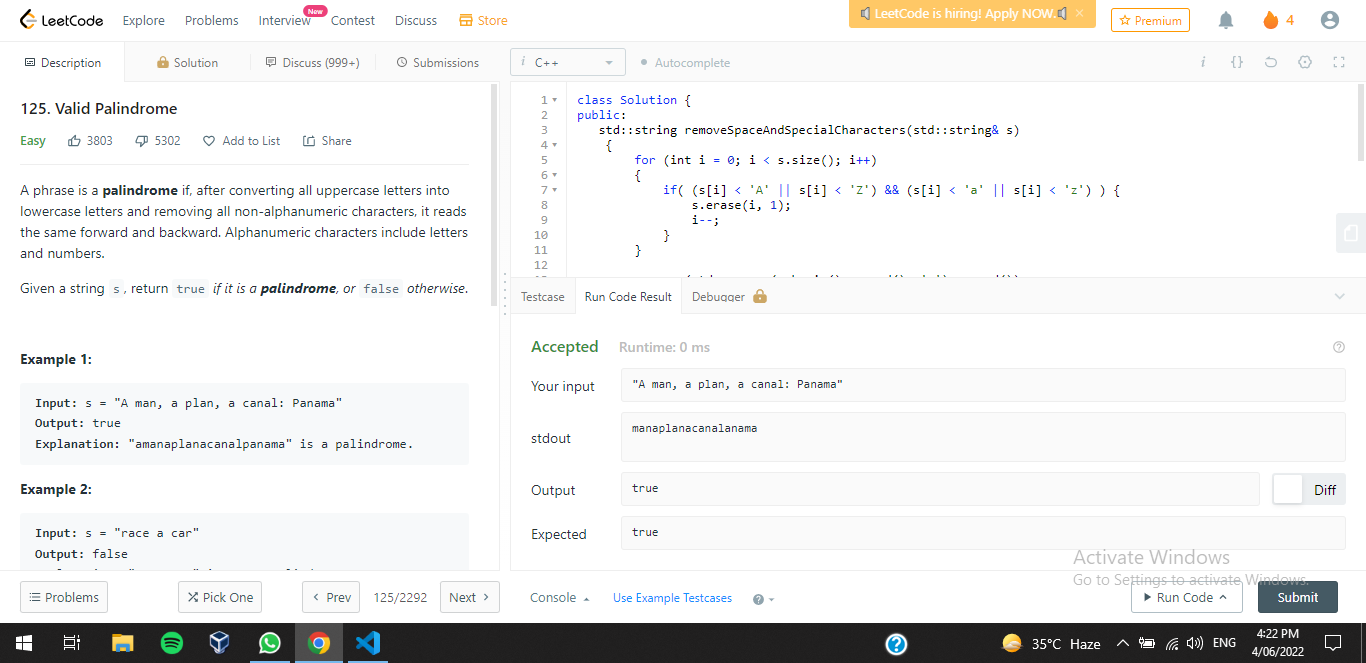 LeetCode Explore Problems Interview New Contest Discuss Store LeetCode is hiring! Apply NOW. × Premium 4
Description Solution Discuss (999+) Submissions i C++ Autocomplete i {}
125. Valid Palindrome
Easy 3803 5302 Add to List Share
A phrase is a palindrome if, after converting all uppercase letters into
lowercase letters and removing all non-alphanumeric characters, it reads
the same forward and backward. Alphanumeric characters include letters
and numbers.
Given a string s, return true if it is a palindrome, or false otherwise.
Example 1:
Input: s = "A man, a plan, a canal: Panama"
Output: true
Explanation: "amanaplanacanalpanama" is a palindrome.
Example 2:
Input: s = "race a car"
Output: false
1 class Solution {
2 public:
3 std::string removeSpaceAndSpecialCharacters(std::string& s)
4 {
5 for (int i = 0; i < s.size(); i++)
6 {
7 if( (s[i] < 'A' || s[i] < 'Z') && (s[i] < 'a' || s[i] < 'z') ) {
8 s.erase(i, 1);
9 i--;
10 }
11 }
12
Testcase Run Code Result Debugger
Accepted Runtime: 0 ms
Your input "A man, a plan, a canal: Panama"
stdout manaplanacanalanama
Output true Diff
Expected true
Activate Windows
Go to Settings to activate Windows.
Problems Pick One Prev 125/2292 Next Console Use Example Testcases Run Code Submit
35°C Haze ENG 4:22 PM
4/06/2022